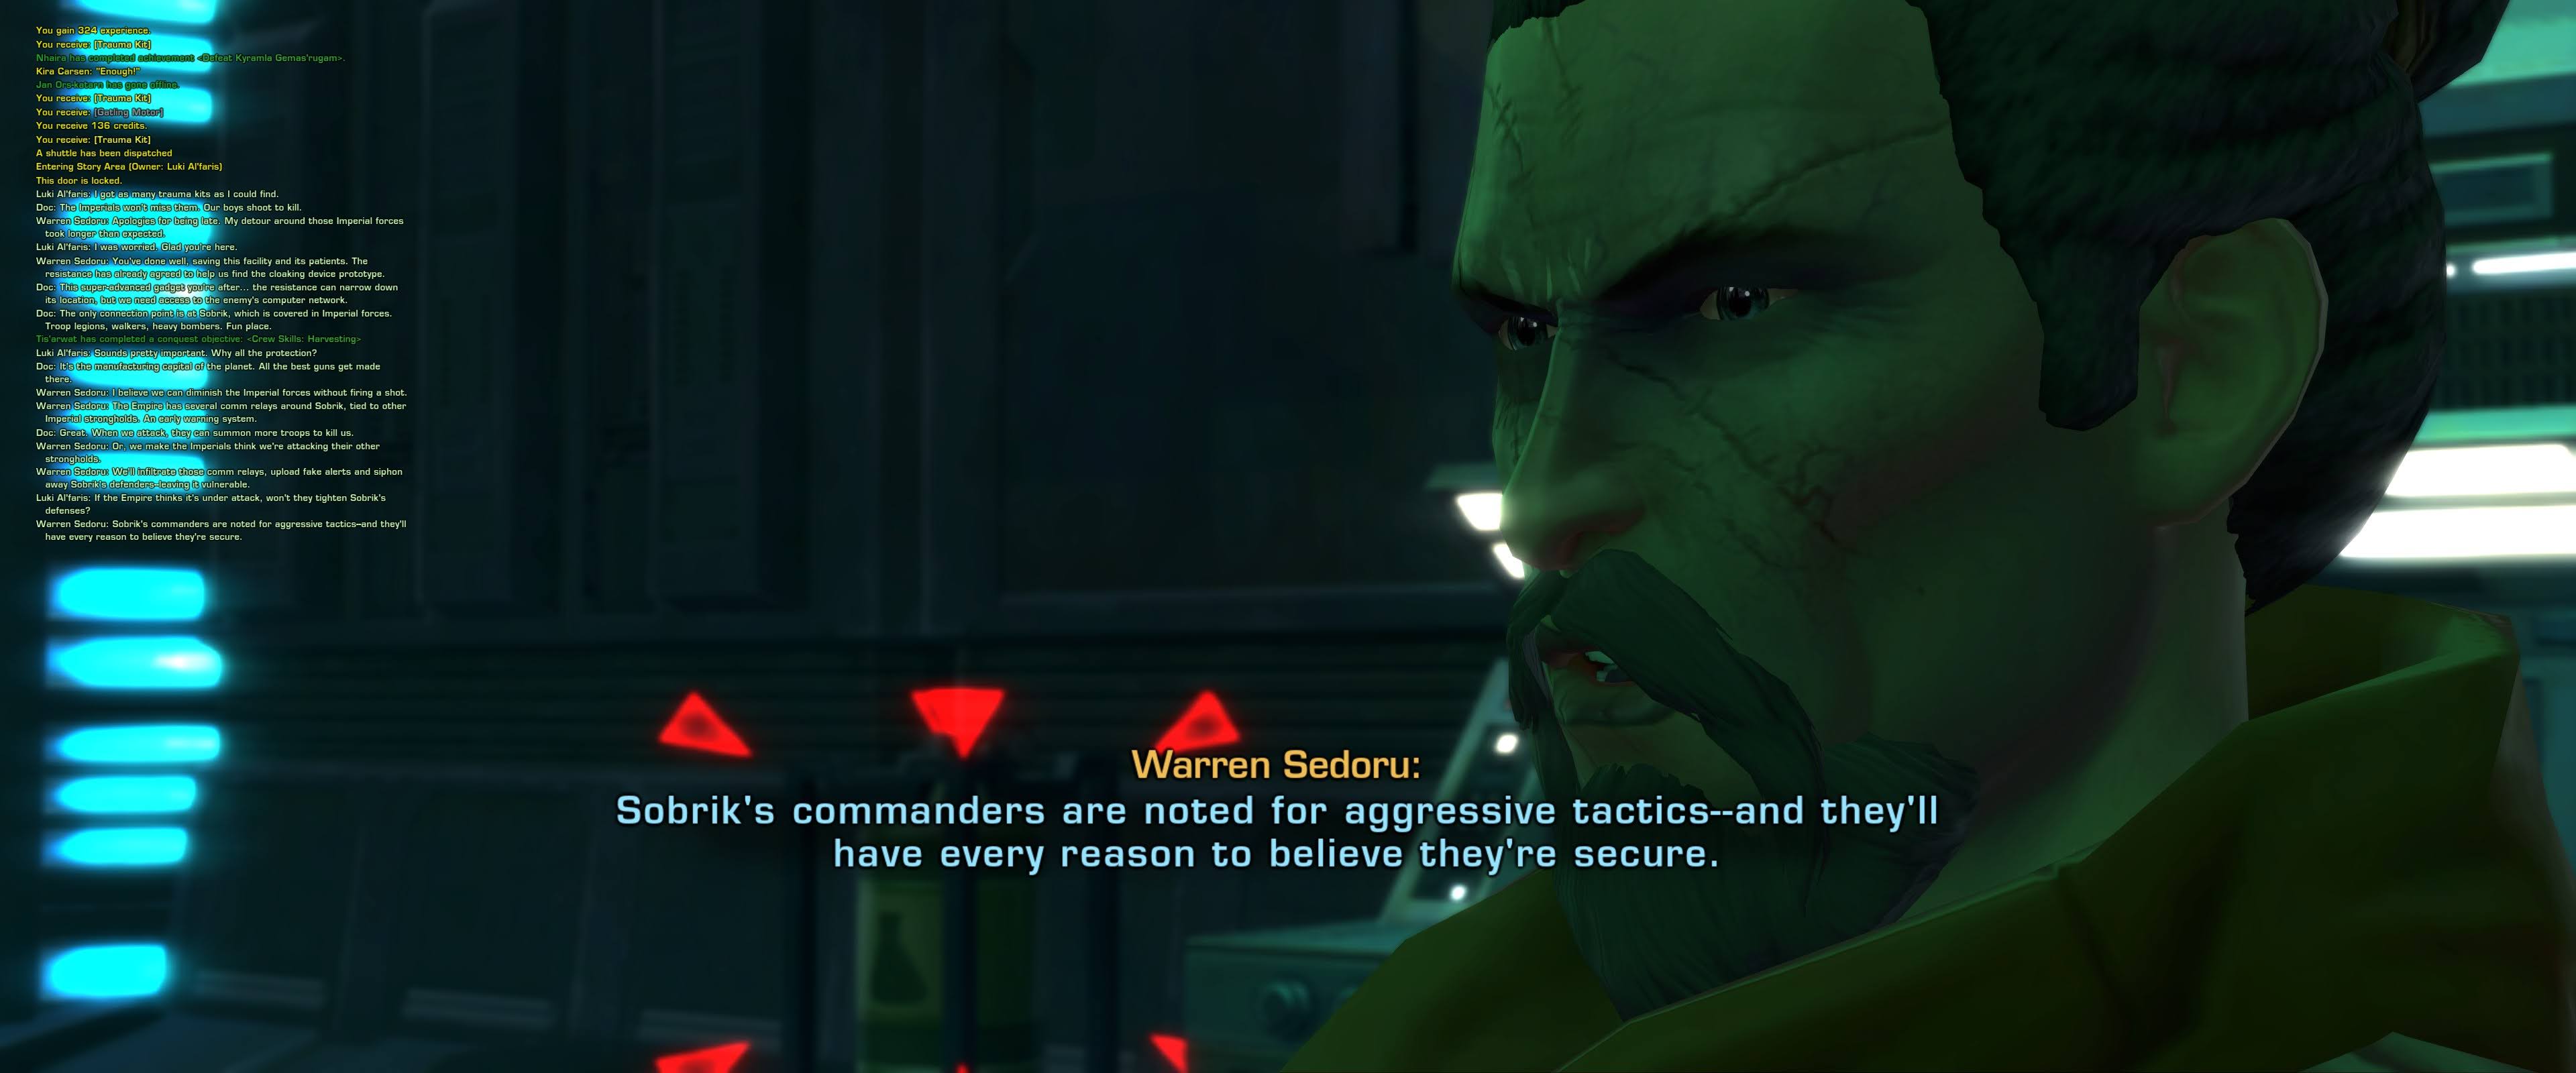 You gain 324 experience.
You receive: [Trauma Kit]
Nhaira has completed achievement <Defeat Kyramla Gemas'rugam>.
Kira Carsen: "Enough!"
Jan Ors-katarn has gone offline.
You receive: [Trauma Kit]
You receive: [Gatling Motor]
You receive 136 credits.
You receive: [Trauma Kit]
A shuttle has been dispatched
Entering Story Area (Owner: Luki Al'faris)
This door is locked.
Luki Al'faris: I got as many trauma kits as I could find.
Doc: The Imperials won't miss them. Our boys shoot to kill.
Warren Sedoru: Apologies for being late. My detour around those Imperial forces
took longer than expected.
Luki Al'faris: I was worried. Glad you're here.
Warren Sedoru: You've done well, saving this facility and its patients. The
resistance has already agreed to help us find the cloaking device prototype.
Doc: This super-advanced gadget you're after... the resistance can narrow down
its location, but we need access to the enemy's computer network.
Doc: The only connection point is at Sobrik, which is covered in Imperial forces.
Troop legions, walkers, heavy bombers. Fun place.
Tis'arwat has completed a conquest objective: <Crew Skills: Harvesting>
Luki Al'faris: Sounds pretty important. Why all the protection?
Doc: It's the manufacturing capital of the planet. All the best guns get made
there.
Warren Sedoru: I believe we can diminish the Imperial forces without firing a shot.
Warren Sedoru: The Empire has several comm relays around Sobrik, tied to other
Imperial strongholds. An early warning system.
Doc: Great. When we attack, they can summon more troops to kill us.
Warren Sedoru: Or, we make the Imperials think we're attacking their other
strongholds.
Warren Sedoru: We'll infiltrate those comm relays, upload fake alerts and siphon
away Sobrik's defenders--leaving it vulnerable.
Luki Al'faris: If the Empire thinks it's under attack, won't they tighten Sobrik's
defenses?
Warren Sedoru: Sobrik's commanders are noted for aggressive tactics--and they'll
have every reason to believe they're secure.
Warren Sedoru:
Sobrik's commanders are noted for aggressive tactics--and they'll
have every reason to believe they're secure.